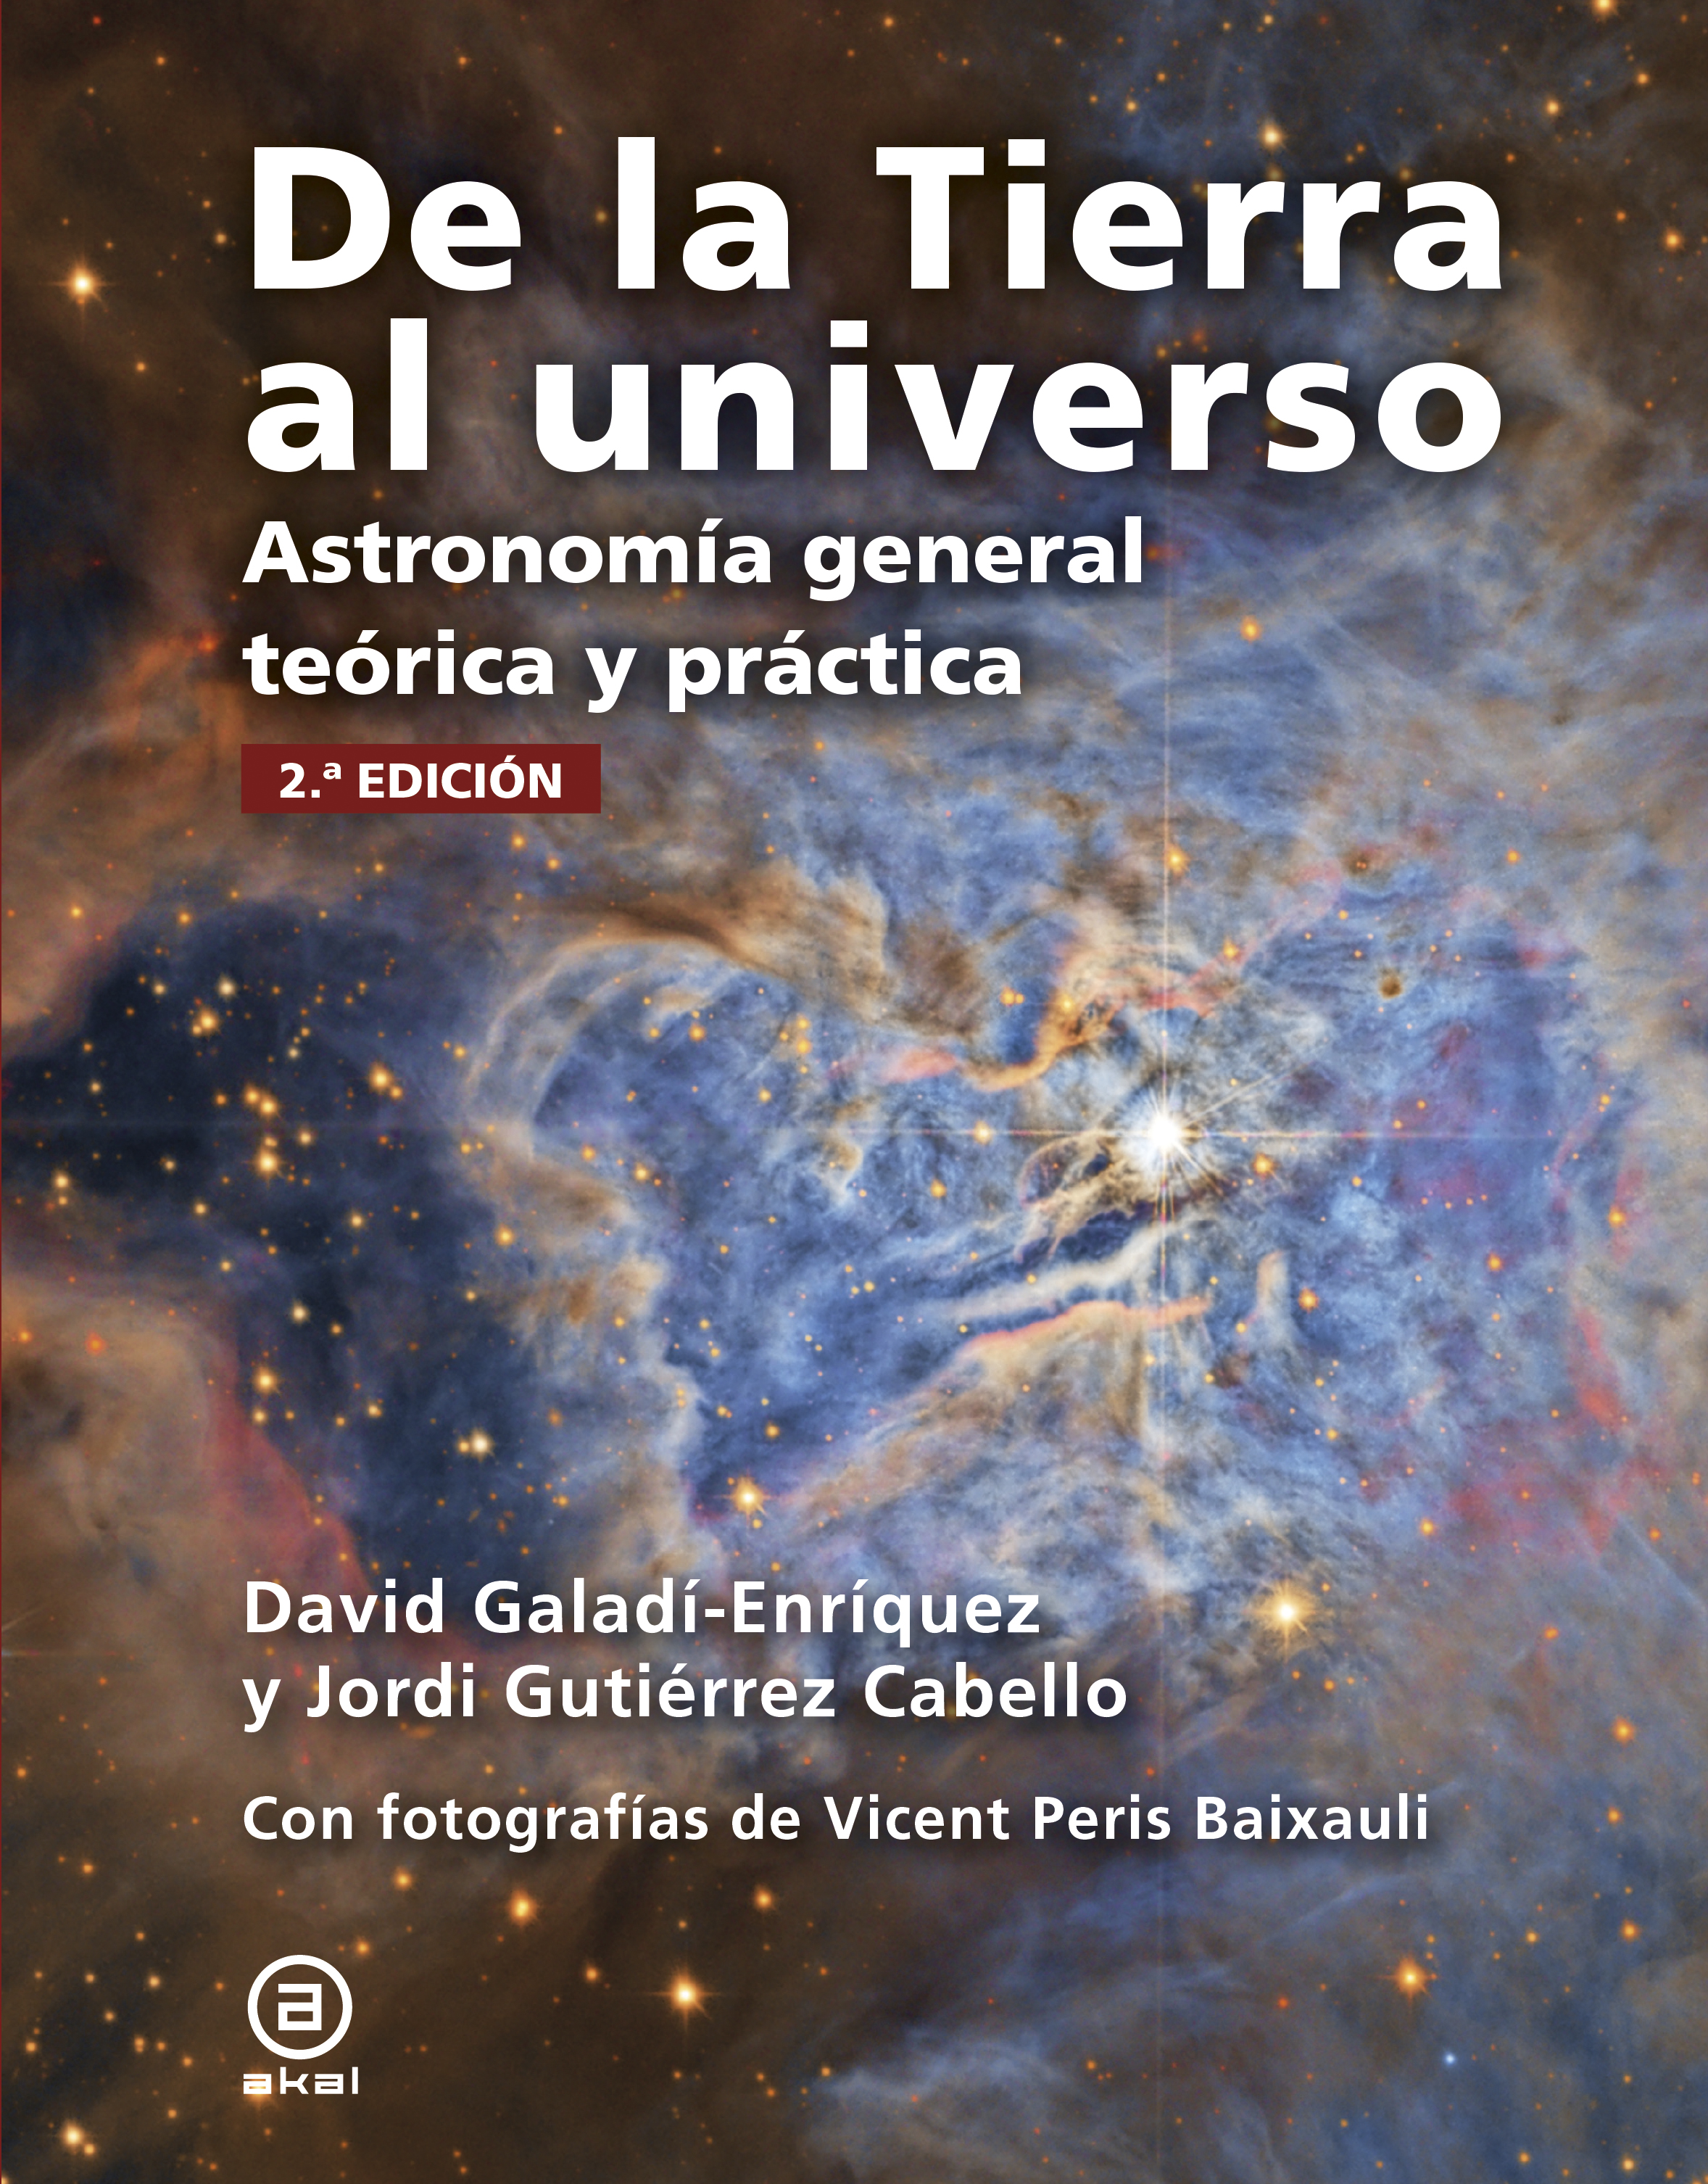 De la Tierra
al universo
Astronomía general
teórica y práctica
2.ª EDICIÓN
David Galadí-Enríquez
y Jordi Gutiérrez Cabello
Con fotografías de Vicent Peris Baixauli
a
akal